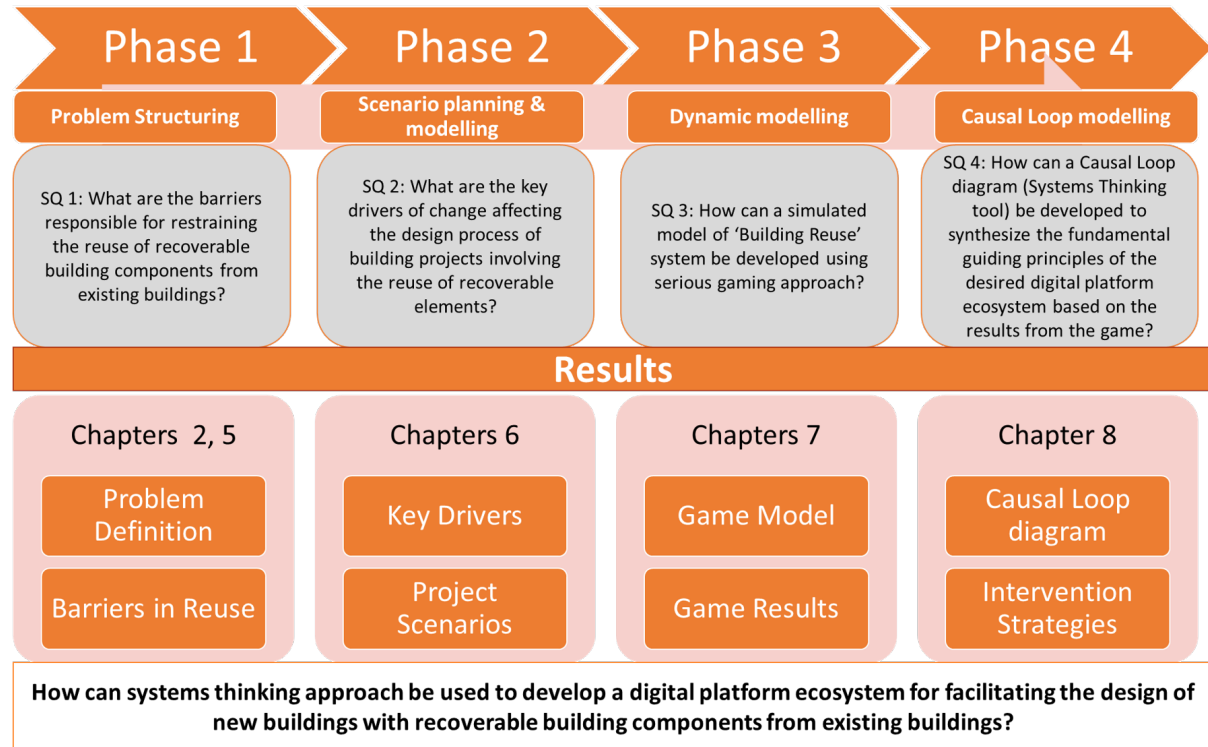 Phase 1
Phase 2
Phase 3
Phase 4
Problem Structuring
Scenario planning &
modelling
Dynamic modelling
Causal Loop modelling
SQ 1: What are the barriers
responsible for restraining
the reuse of recoverable
building components from
existing buildings?
SQ 2: What are the key
drivers of change affecting
the design process of
building projects involving
the reuse of recoverable
elements?
SQ 3: How can a simulated
model of ‘Building Reuse’
system be developed using
serious gaming approach?
SQ 4: How can a Causal Loop
diagram (Systems Thinking
tool) be developed to
synthesize the fundamental
guiding principles of the
desired digital platform
ecosystem based on the
results from the game?
Results
Chapters 2, 5
Problem
Definition
Barriers in Reuse
Chapters 6
Key Drivers
Project
Scenarios
Chapters 7
Game Model
Game Results
Chapter 8
Causal Loop
diagram
Intervention
Strategies
How can systems thinking approach be used to develop a digital platform ecosystem for facilitating the design of
new buildings with recoverable building components from existing buildings?